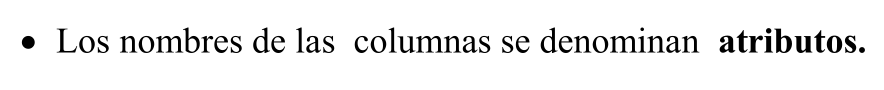 • Los nombres de las columnas se denominan atributos.